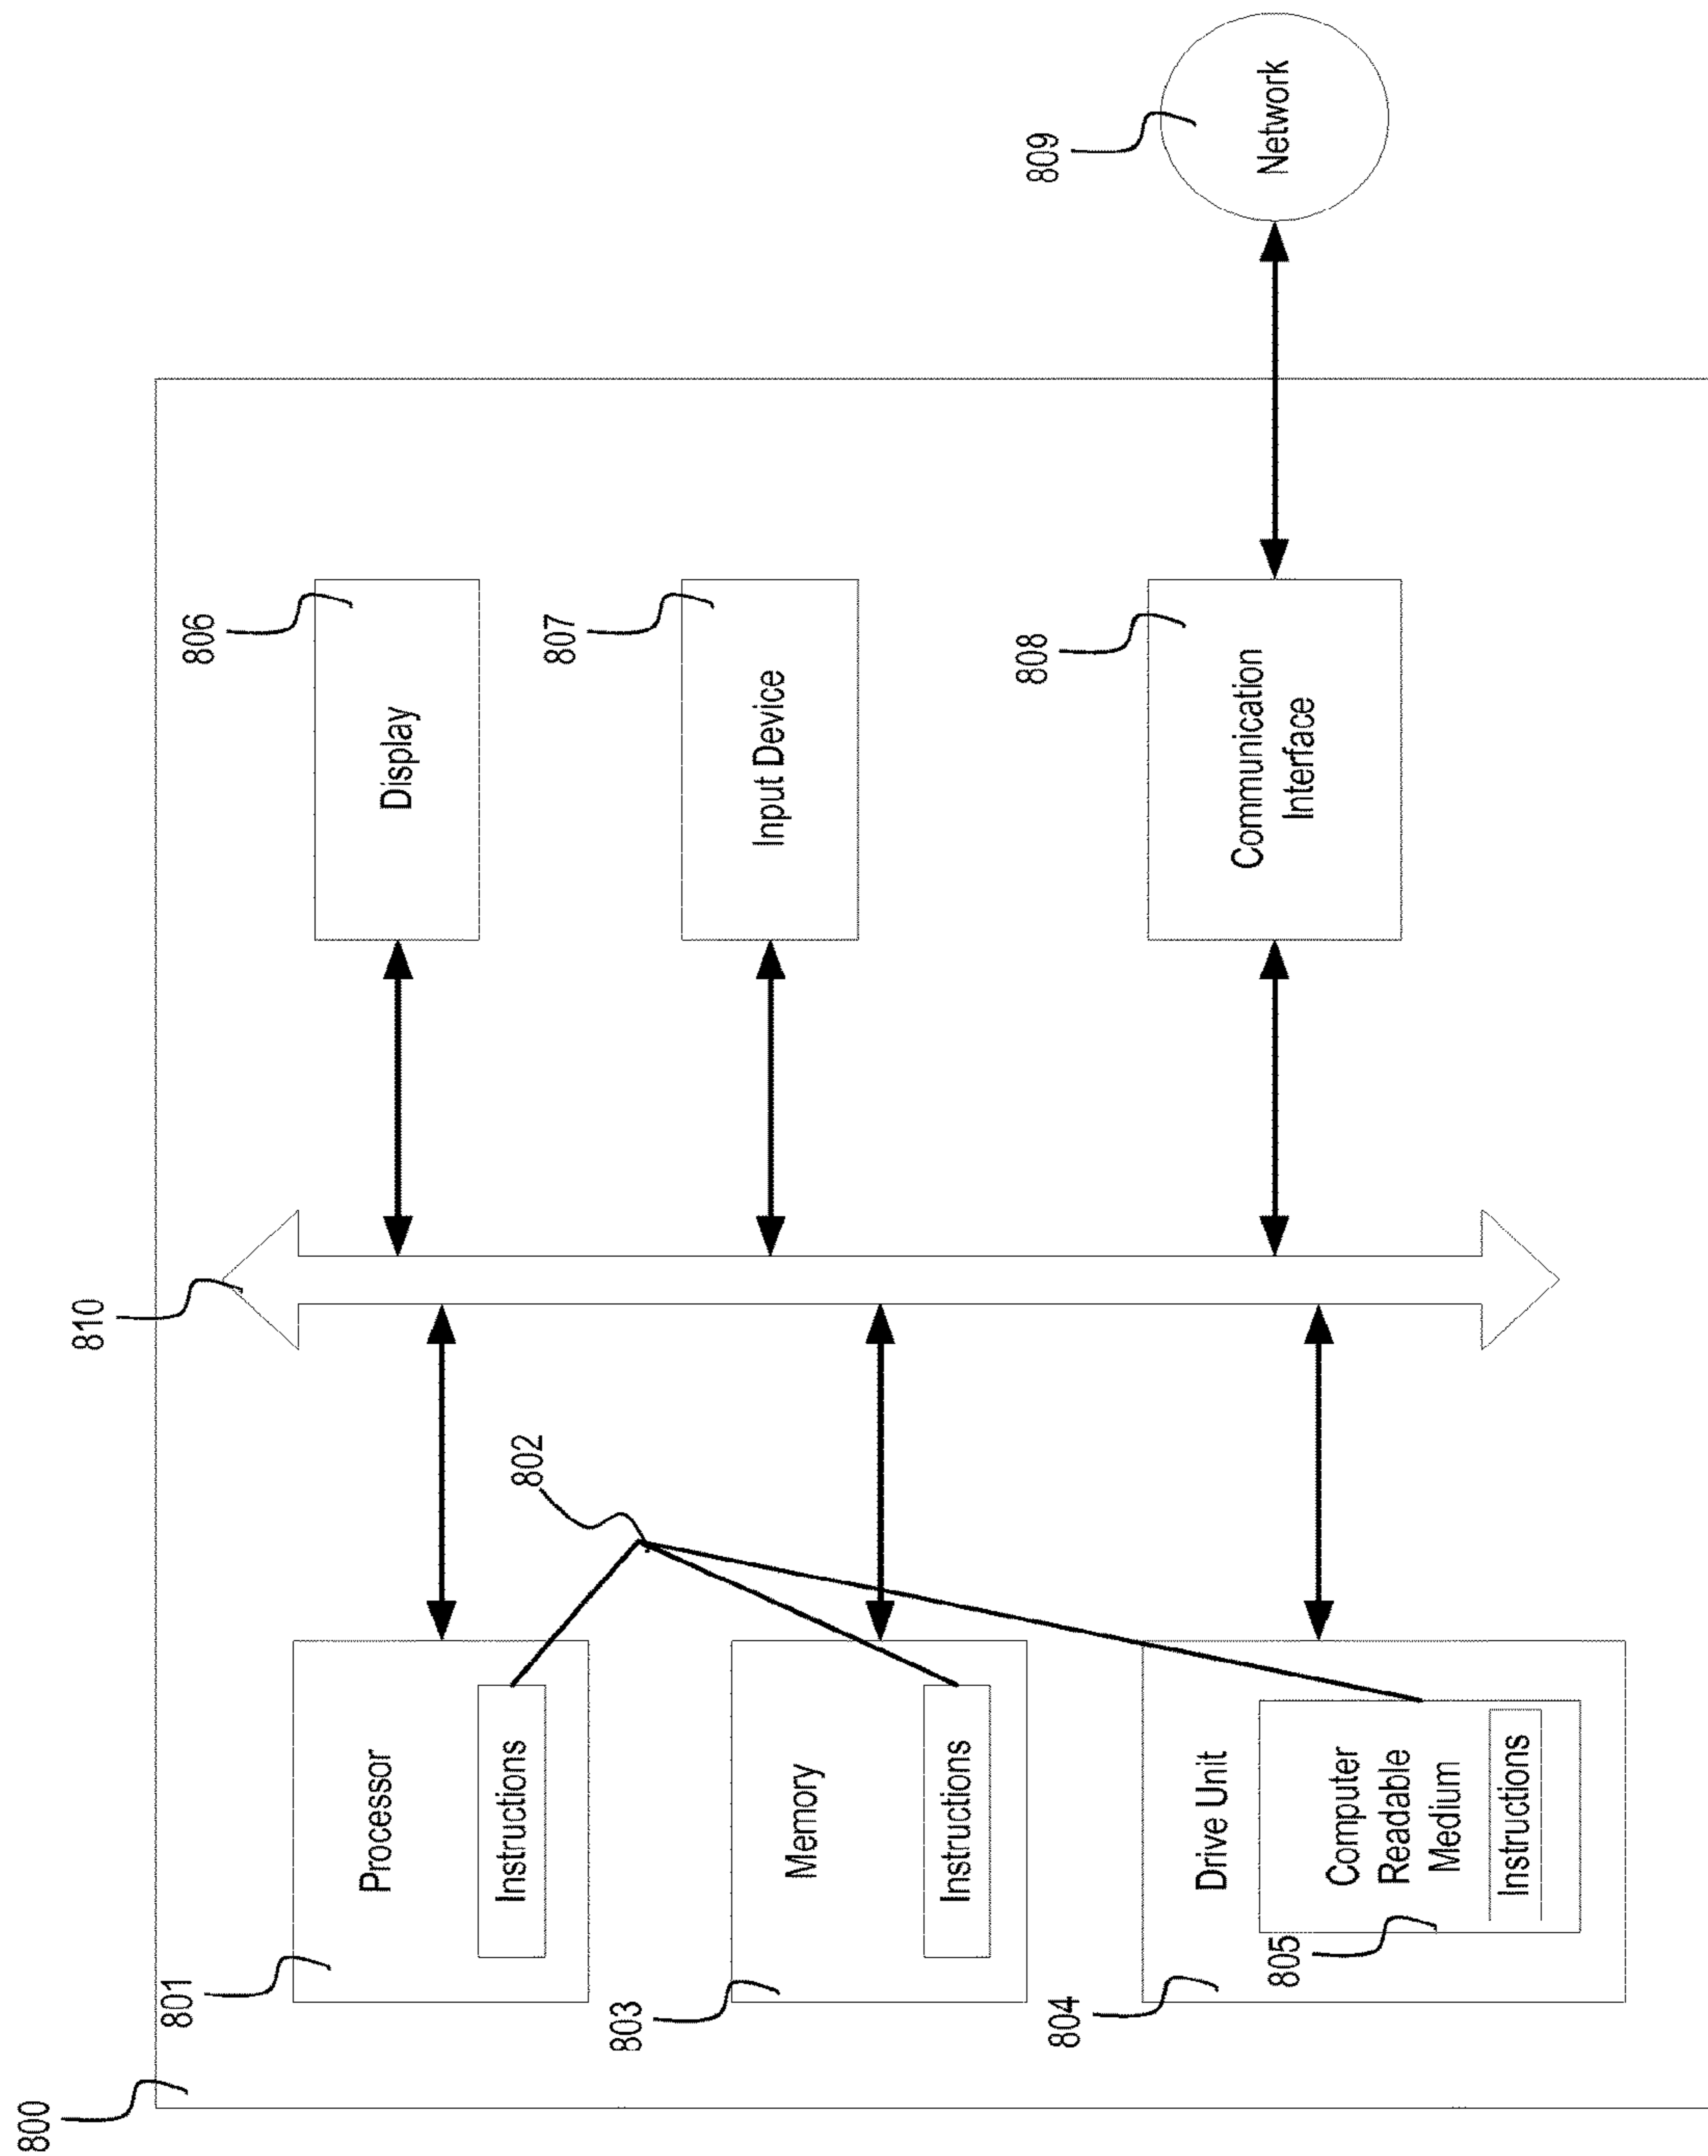 800
801
Processor
Instructions
802
803
Memory
Instructions
804
Drive Unit
805
Computer
Readable
Medium
Instructions
810
806
Display
807
Input Device
808
Communication
Interface
809
Network